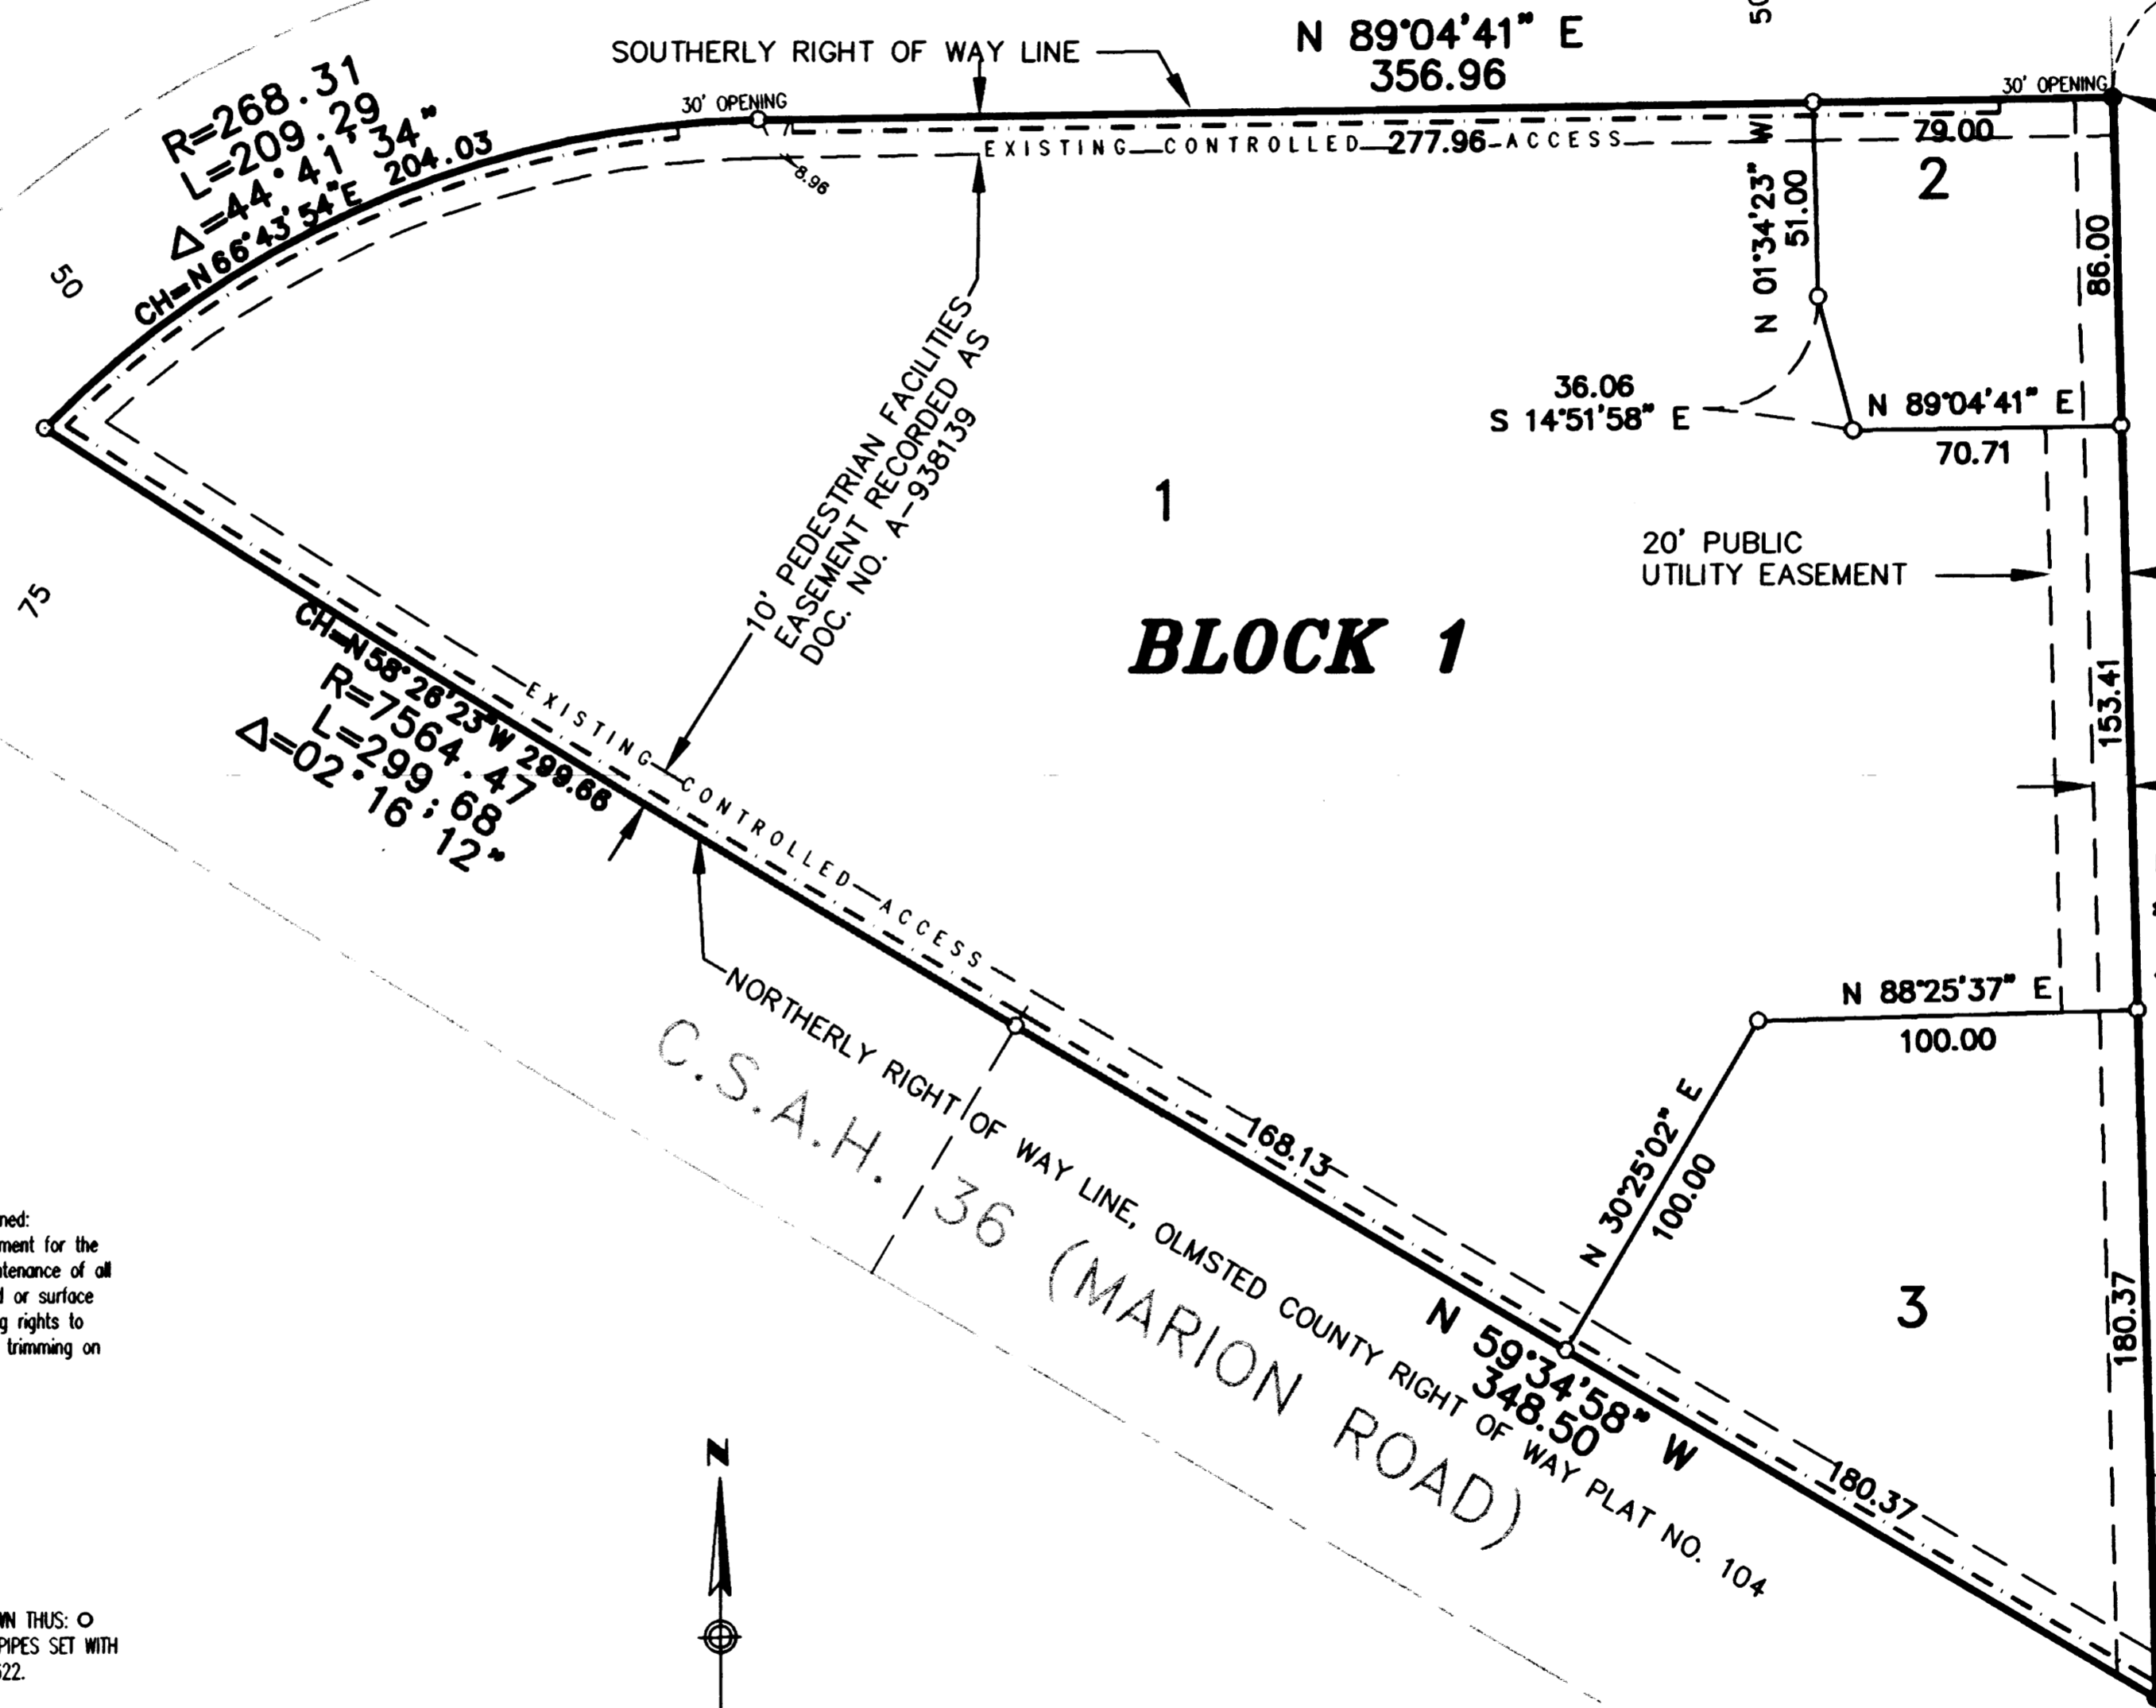 N 89°04'41" E
356.96
SOUTHERLY RIGHT OF WAY LINE
50
30' OPENING
30' OPENING
R=268.31
L=209.29
Δ=44°41'34"
CH=N66°43'54"E 204.03
EXISTING CONTROLLED 277.96 ACCESS
79.00
2
8.96
N 01°34'23" W
51.00
86.00
50
36.06
S 14°51'58" E
N 89°04'41" E
70.71
10' PEDESTRIAN FACILITIES
EASEMENT RECORDED AS
DOC. NO. A-938139
1
20' PUBLIC
UTILITY EASEMENT
75
BLOCK 1
153.41
CH=N58°26'23"W 299.66
R=7564.47
L=299.68
Δ=02°16'12"
EXISTING CONTROLLED ACCESS
N 88°25'37" E
100.00
NORTHERLY RIGHT OF WAY LINE, OLMSTED COUNTY RIGHT OF WAY PLAT NO. 104
C.S.A.H. 36 (MARION ROAD)
168.13
N 30°25'02" E
100.00
3
180.37
N 59°34'58" W
348.50
180.37
ned:
ment for the
tenance of all
l or surface
g rights to
trimming on
N
WN THUS: O
PIPES SET WITH
622.